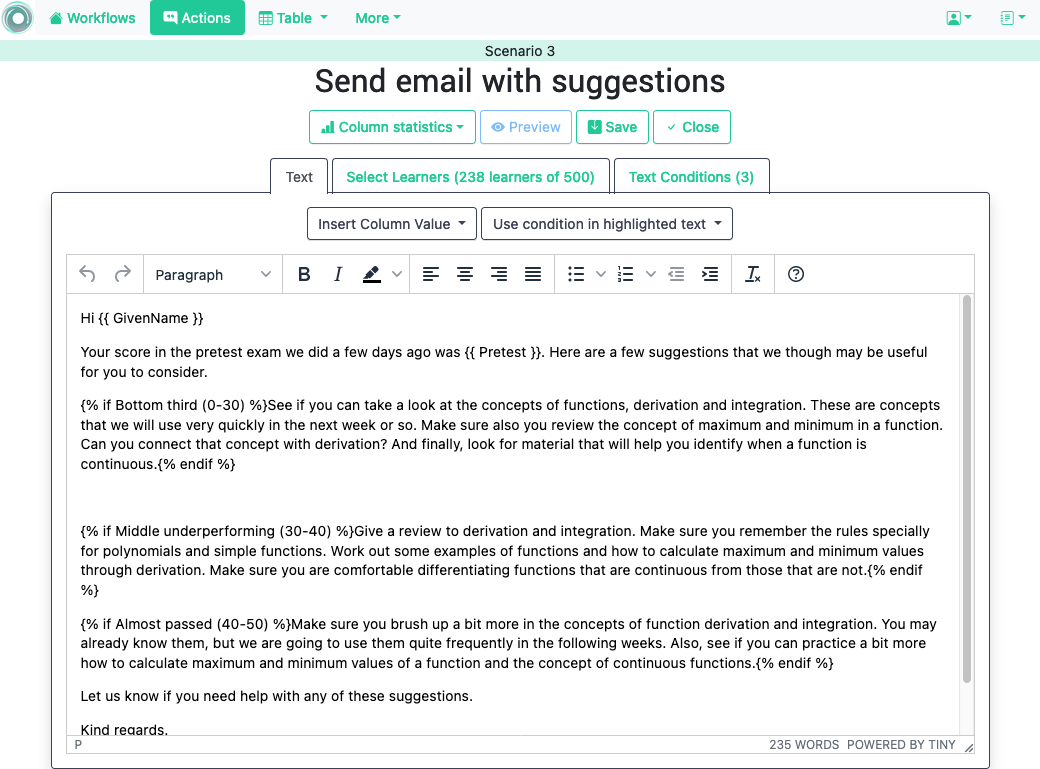 Workflows Actions Table More
Scenario 3
Send email with suggestions
Column statistics Preview Save Close
Text Select Learners (238 learners of 500) Text Conditions (3)
Insert Column Value Use condition in highlighted text
Paragraph B I
Hi {{ GivenName }}
Your score in the pretest exam we did a few days ago was {{ Pretest }}. Here are a few suggestions that we though may be useful
for you to consider.
{% if Bottom third (0-30) %}See if you can take a look at the concepts of functions, derivation and integration. These are concepts
that we will use very quickly in the next week or so. Make sure also you review the concept of maximum and minimum in a function.
Can you connect that concept with derivation? And finally, look for material that will help you identify when a function is
continuous.{% endif %}
{% if Middle underperforming (30-40) %}Give a review to derivation and integration. Make sure you remember the rules specially
for polynomials and simple functions. Work out some examples of functions and how to calculate maximum and minimum values
through derivation. Make sure you are comfortable differentiating functions that are continuous from those that are not.{% endif
%}
{% if Almost passed (40-50) %}Make sure you brush up a bit more in the concepts of function derivation and integration. You may
already know them, but we are going to use them quite frequently in the following weeks. Also, see if you can practice a bit more
how to calculate maximum and minimum values of a function and the concept of continuous functions.{% endif %}
Let us know if you need help with any of these suggestions.
Kind regards.
P 235 WORDS POWERED BY TINY